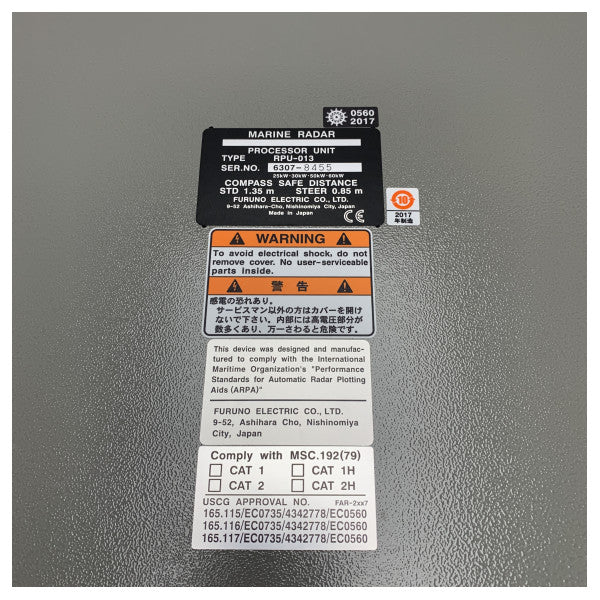 0560
2017
MARINE RADAR
PROCESSOR UNIT
TYPE RPU-013
SER.NO. 6307-8455
25kW·30kW·50kW·60kW
COMPASS SAFE DISTANCE
STD 1.35 m STEER 0.85 m
FURUNO ELECTRIC CO., LTD.
9-52 Ashihara-Cho, Nishinomiya City, Japan
Made in Japan
CE
10
2017
年制造
WARNING
To avoid electrical shock, do not
remove cover. No user-serviceable
parts inside.
警告
感電の恐れあり。
サービスマン以外の方はカバーを開け
ないで下さい。内部には高電圧部分が
数多くあり、万一さわると危険です。
This device was designed and manufac-
tured to comply with the International
Maritime Organization's "Performance
Standards for Automatic Radar Plotting
Aids (ARPA)"
FURUNO ELECTRIC CO., LTD.
9-52, Ashihara Cho, Nishinomiya
City, Japan
Comply with MSC.192(79)
CAT 1 CAT 1H
CAT 2 CAT 2H
USCG APPROVAL NO. FAR-2xx7
165.115/EC0735/4342778/EC0560
165.116/EC0735/4342778/EC0560
165.117/EC0735/4342778/EC0560